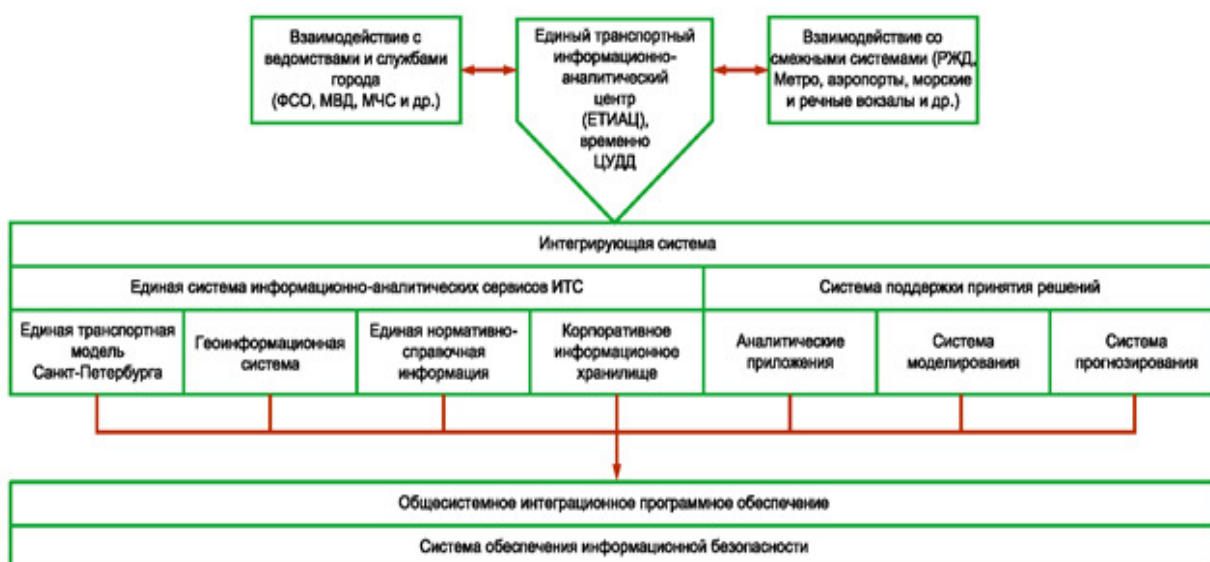 Взаимодействие с
ведомствами и службами
города
(ФСО, МВД, МЧС и др.)
Единый транспортный
информационно-
аналитический
центр
(ЕТИАЦ),
временно
ЦУДД
Взаимодействие со
смежными системами (РЖД,
Метро, аэропорты, морские
и речные вокзалы и др.)
Интегрирующая система
Единая система информационно-аналитических сервисов ИТС
Система поддержки принятия решений
Единая транспортная
модель
Санкт-Петербурга
Геоинформационная
система
Единая нормативно-
справочная
информация
Корпоративное
информационное
хранилище
Аналитические
приложения
Система
моделирования
Система
прогнозирования
Общесистемное интеграционное программное обеспечение
Система обеспечения информационной безопасности